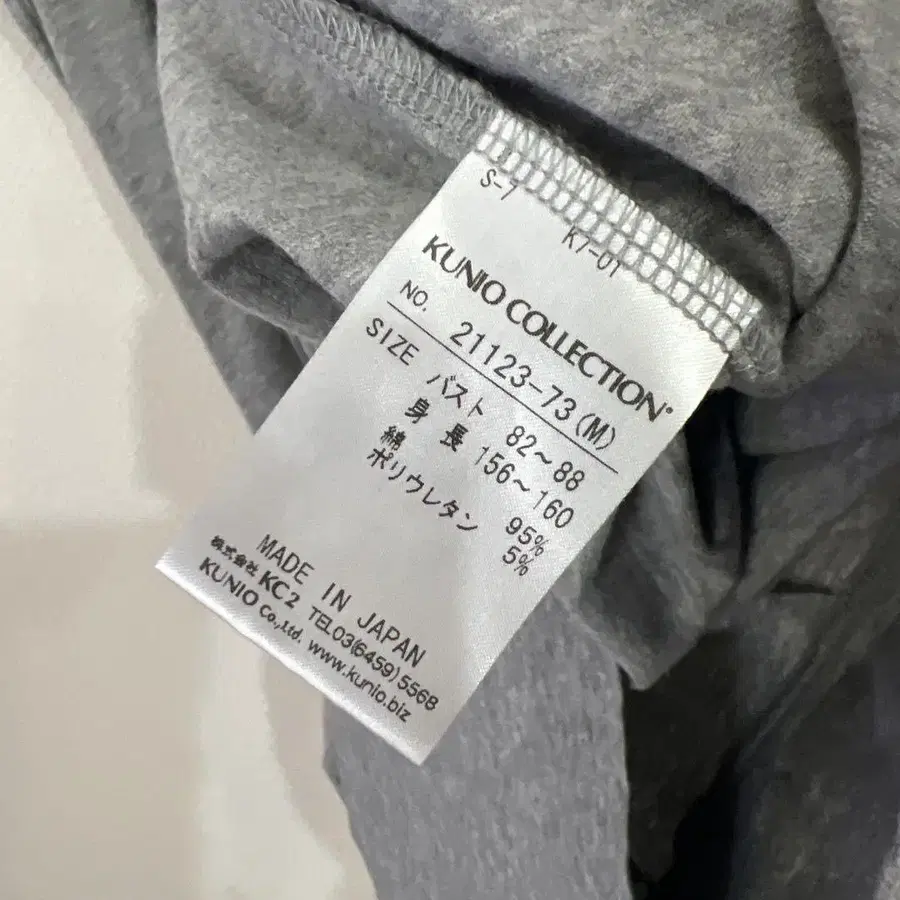 S-7
K7-01
KUNIO COLLECTION®
NO. 21123-73(M)
SIZE
バスト 82~88
身長 156~160
綿 95%
ポリウレタン 5%
MADE IN JAPAN
株式会社 KC2 TEL03(6459)5568
KUNIO Co.,Ltd. www.kunio.biz